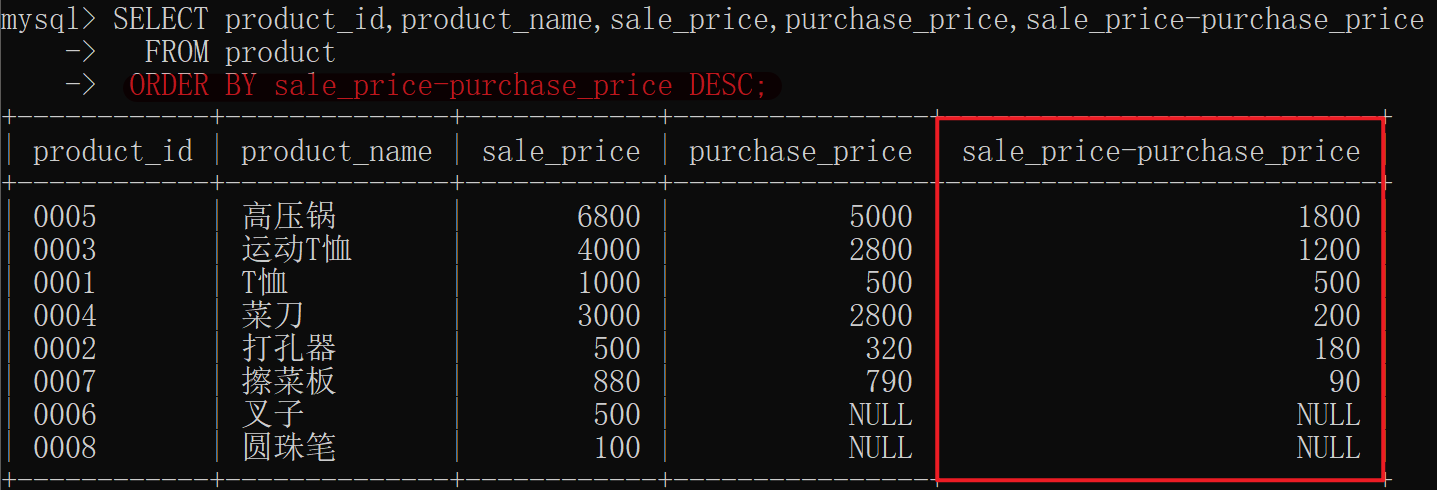 mysql> SELECT product_id,product_name,sale_price,purchase_price,sale_price-purchase_price
    ->   FROM product
    ->  ORDER BY sale_price-purchase_price DESC;
+------------+--------------+------------+----------------+---------------------------+
| product_id | product_name | sale_price | purchase_price | sale_price-purchase_price |
+------------+--------------+------------+----------------+---------------------------+
| 0005 | 高压锅 | 6800 | 5000 | 1800 |
| 0003 | 运动T恤 | 4000 | 2800 | 1200 |
| 0001 | T恤 | 1000 | 500 | 500 |
| 0004 | 菜刀 | 3000 | 2800 | 200 |
| 0002 | 打孔器 | 500 | 320 | 180 |
| 0007 | 擦菜板 | 880 | 790 | 90 |
| 0006 | 叉子 | 500 | NULL | NULL |
| 0008 | 圆珠笔 | 100 | NULL | NULL |
+------------+--------------+------------+----------------+---------------------------+